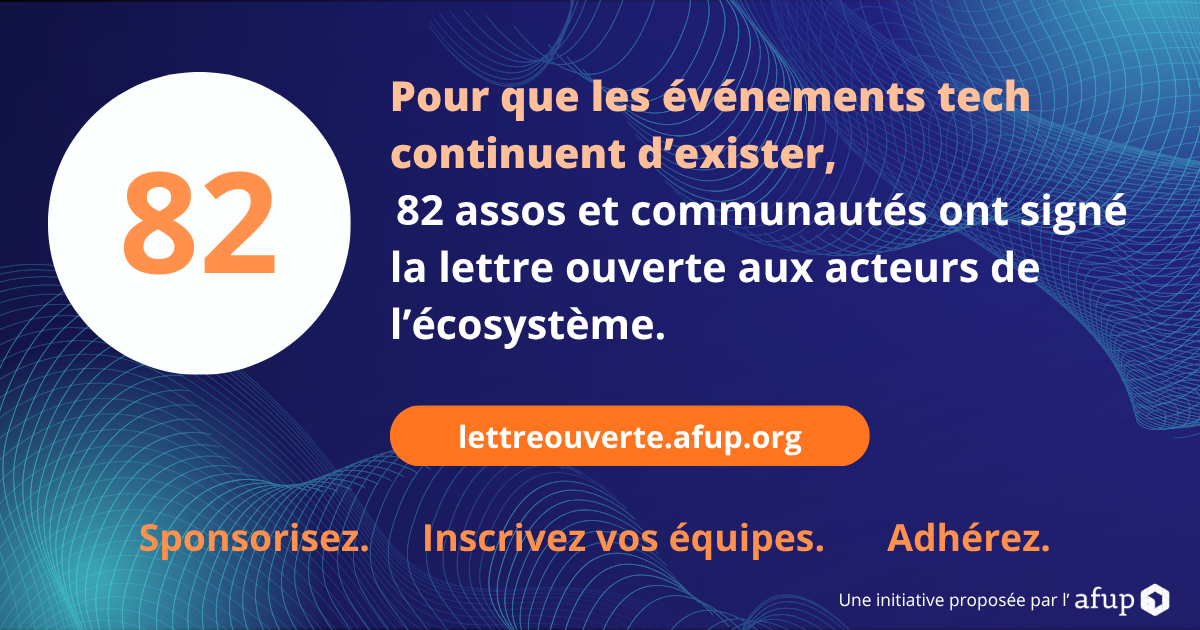 82
Pour que les événements tech
continuent d’exister,
82 assos et communautés ont signé
la lettre ouverte aux acteurs de
l’écosystème.
lettreouverte.afup.org
Sponsorisez. Inscrivez vos équipes. Adhérez.
Une initiative proposée par l’ afup